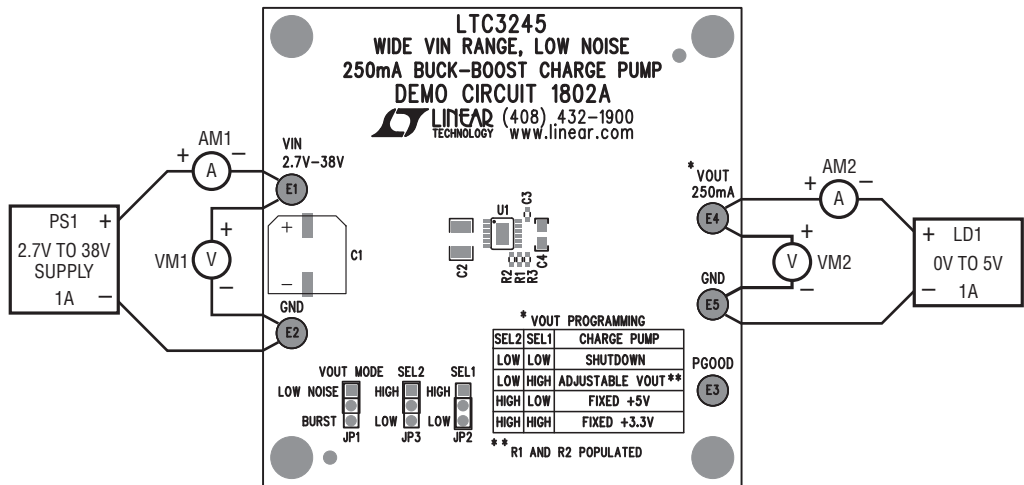 LTC3245
WIDE VIN RANGE, LOW NOISE
250mA BUCK-BOOST CHARGE PUMP
DEMO CIRCUIT 1802A
LINEAR TECHNOLOGY (408) 432-1900
www.linear.com
AM1
+ A −
VIN
2.7V-38V
E1
PS1 +
2.7V TO 38V
SUPPLY
1A −
VM1
+
V
−
GND
E2
+
−
C1
C2
U1
C3
C4
R2
R1
R3
* VOUT
250mA
E4
GND
E5
PGOOD
E3
AM2
+ A −
+
V VM2
−
+ LD1
0V TO 5V
− 1A
* VOUT PROGRAMMING
SEL2 SEL1 CHARGE PUMP
LOW LOW SHUTDOWN
LOW HIGH ADJUSTABLE VOUT**
HIGH LOW FIXED +5V
HIGH HIGH FIXED +3.3V
** R1 AND R2 POPULATED
VOUT MODE SEL2 SEL1
LOW NOISE HIGH HIGH
BURST LOW LOW
JP1 JP3 JP2